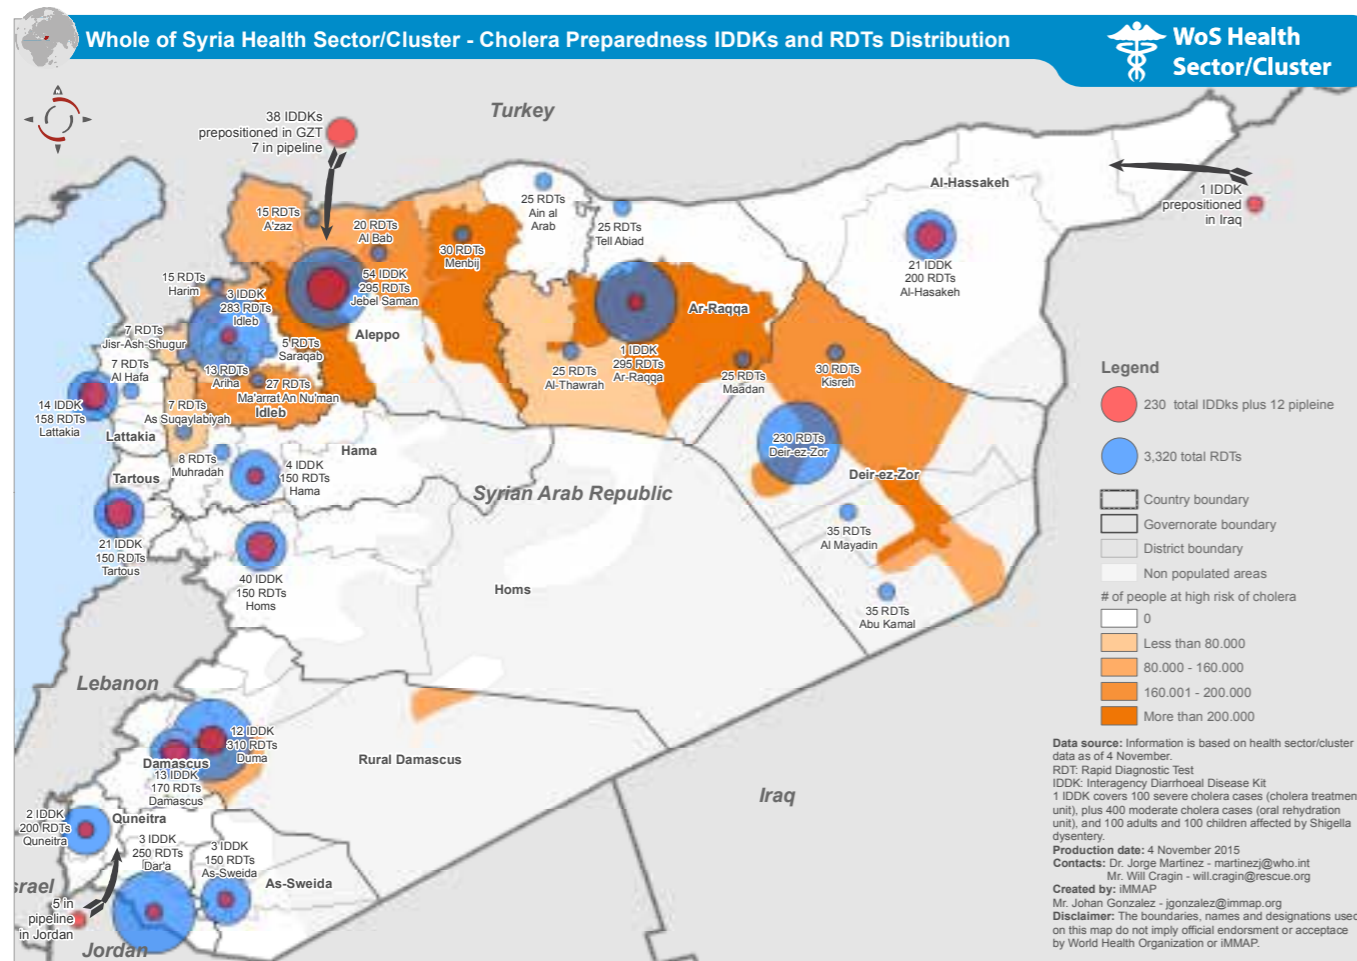 Whole of Syria Health Sector/Cluster - Cholera Preparedness IDDKs and RDTs Distribution
WoS Health
Sector/Cluster
Turkey
38 IDDKs
prepositioned in GZT
7 in pipeline
1 IDDK
prepositioned
in Iraq
Al-Hassakeh
25 RDTs
Ain al
Arab
25 RDTs
Tell Abiad
15 RDTs
A'zaz
20 RDTs
Al Bab
30 RDTs
Menbij
21 IDDK
200 RDTs
Al-Hasakeh
54 IDDK
295 RDTs
Jebel Saman
15 RDTs
Harim
3 IDDK
283 RDTs
Idleb
Aleppo
Ar-Raqqa
7 RDTs
Jisr-Ash-Shugur
5 RDTs
Saraqab
7 RDTs
Al Hafa
13 RDTs
Ariha
27 RDTs
Ma'arrat An Nu'man
Idleb
1 IDDK
295 RDTs
Ar-Raqqa
25 RDTs
Al-Thawrah
25 RDTs
Maadan
30 RDTs
Kisreh
14 IDDK
158 RDTs
Lattakia
Lattakia
7 RDTs
As Suqaylabiyah
8 RDTs
Muhradah
Hama
4 IDDK
150 RDTs
Hama
Tartous
230 RDTs
Deir-ez-Zor
Deir-ez-Zor
Syrian Arab Republic
21 IDDK
150 RDTs
Tartous
40 IDDK
150 RDTs
Homs
Homs
35 RDTs
Al Mayadin
35 RDTs
Abu Kamal
Lebanon
12 IDDK
310 RDTs
Duma
Damascus
13 IDDK
170 RDTs
Damascus
Rural Damascus
Iraq
2 IDDK
200 RDTs
Quneitra
Quneitra
3 IDDK
250 RDTs
Dar'a
3 IDDK
150 RDTs
As-Sweida
As-Sweida
srael
5 in
pipeline
in Jordan
Jordan
Legend
230 total IDDks plus 12 pipleine
3,320 total RDTs
Country boundary
Governorate boundary
District boundary
Non populated areas
# of people at high risk of cholera
0
Less than 80.000
80.000 - 160.000
160.001 - 200.000
More than 200.000
Data source: Information is based on health sector/cluster
data as of 4 November.
RDT: Rapid Diagnostic Test
IDDK: Interagency Diarrhoeal Disease Kit
1 IDDK covers 100 severe cholera cases (cholera treatmen
unit), plus 400 moderate cholera cases (oral rehydration
unit), and 100 adults and 100 children affected by Shigella
dysentery.
Production date: 4 November 2015
Contacts: Dr. Jorge Martinez - martinezj@who.int
Mr. Will Cragin - will.cragin@rescue.org
Created by: iMMAP
Mr. Johan Gonzalez - jgonzalez@immap.org
Disclaimer: The boundaries, names and designations used
on this map do not imply official endorsment or acceptace
by World Health Organization or iMMAP.